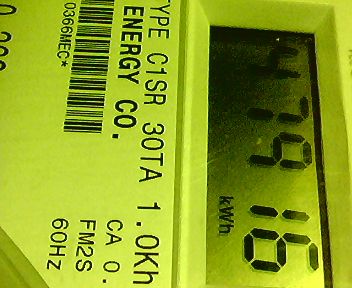 TYPE C1SR 30TA 1.0Kh
ENERGY CO.
CA 0.
FM2S
60HZ
0366MEC*
47916
kWh